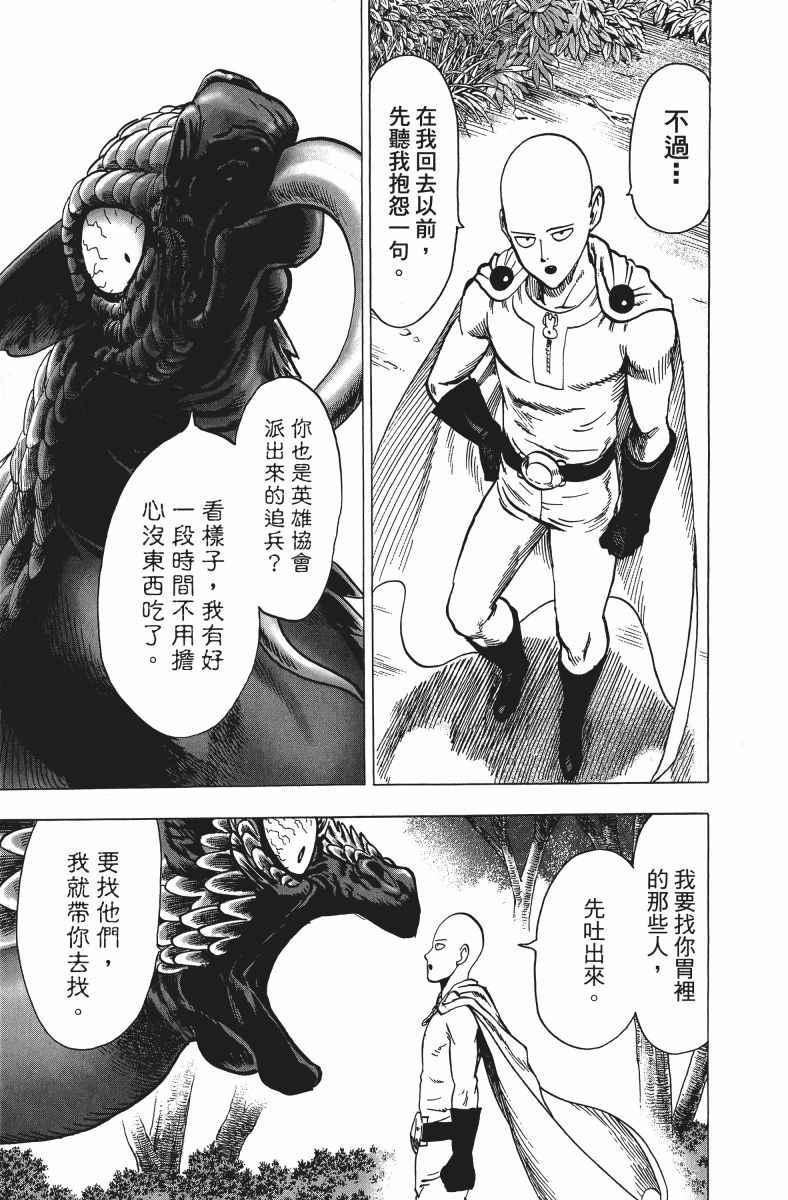 不過…
在我回去以前，
先聽我抱怨一句。
你也是英雄協會
派出來的追兵？
看樣子，我有好
一段時間不用擔
心沒東西吃了。
我要找你胃裡
的那些人，
先吐出來。
要找他們，
我就帶你去找。